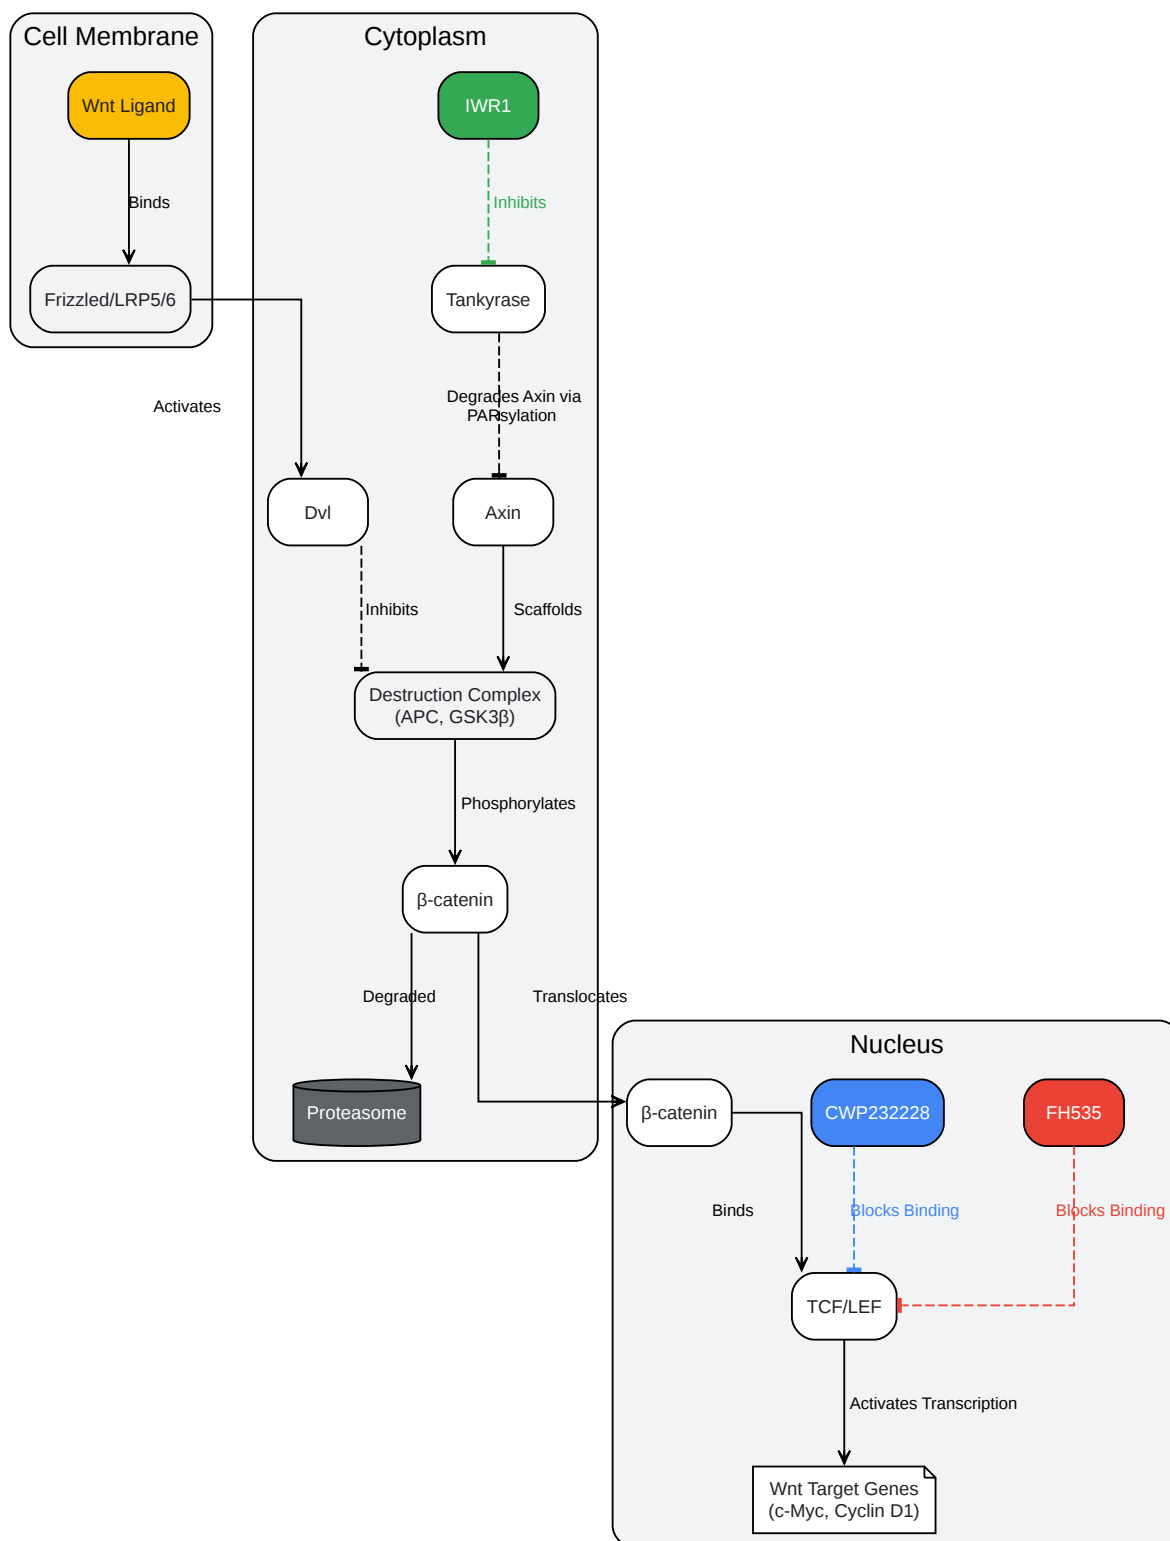 Cell Membrane
Wnt Ligand
Binds
Frizzled/LRP5/6
Activates
Cytoplasm
IWR1
Inhibits
Tankyrase
Degrades Axin via
PARsylation
Dvl
Axin
Inhibits
Scaffolds
Destruction Complex
(APC, GSK3β)
Phosphorylates
β-catenin
Degraded
Translocates
Proteasome
Nucleus
β-catenin
CWP232228
FH535
Binds
Blocks Binding
Blocks Binding
TCF/LEF
Activates Transcription
Wnt Target Genes
(c-Myc, Cyclin D1)